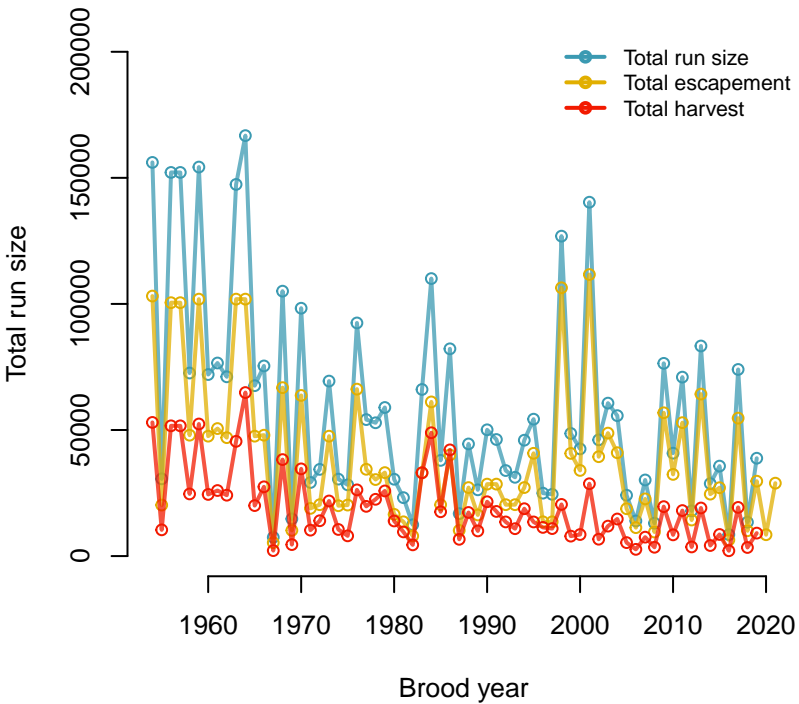 Total run size
Total escapement
Total harvest
Total run size
200000
150000
100000
50000
0
1960
1970
1980
1990
2000
2010
2020
Brood year